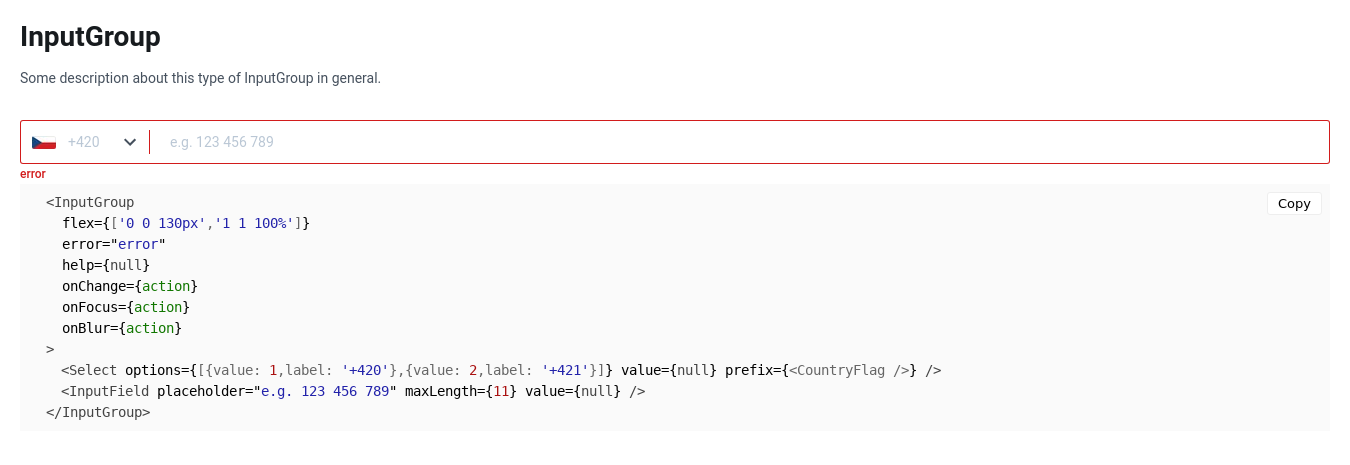 InputGroup
Some description about this type of InputGroup in general.
+420 e.g. 123 456 789
error
Copy
<InputGroup
  flex={['0 0 130px','1 1 100%']}
  error="error"
  help={null}
  onChange={action}
  onFocus={action}
  onBlur={action}
>
  <Select options={[{value: 1,label: '+420'},{value: 2,label: '+421'}]} value={null} prefix={<CountryFlag />} />
  <InputField placeholder="e.g. 123 456 789" maxLength={11} value={null} />
</InputGroup>